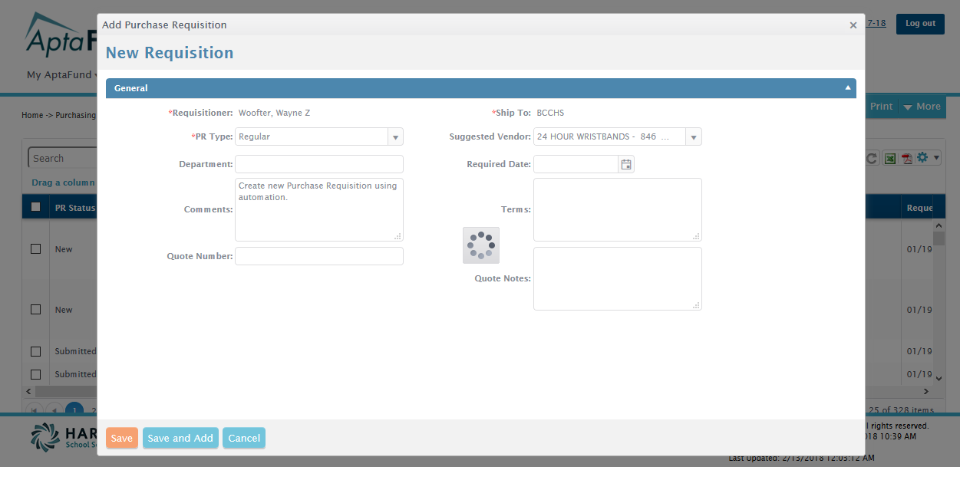 Add Purchase Requisition
×
AptaF
7-18
Log out
New Requisition
My AptaFund
General
Home -> Purchasing
Print
More
*Requisitioner: Woofter, Wayne Z
*Ship To: BCCHS
*PR Type: Regular
Suggested Vendor: 24 HOUR WRISTBANDS - 846 ...
Search
Department:
Required Date:
Drag a column
Comments: Create new Purchase Requisition using
automation.
Terms:
PR Status
Reque
Quote Number:
New
01/19
Quote Notes:
New
01/19
Submitted
01/19
Submitted
01/19
1
2
25 of 328 items
HAR
School S
Save
Save and Add
Cancel
l rights reserved.
018 10:39 AM
Last Updated: 2/13/2018 12:03:12 AM